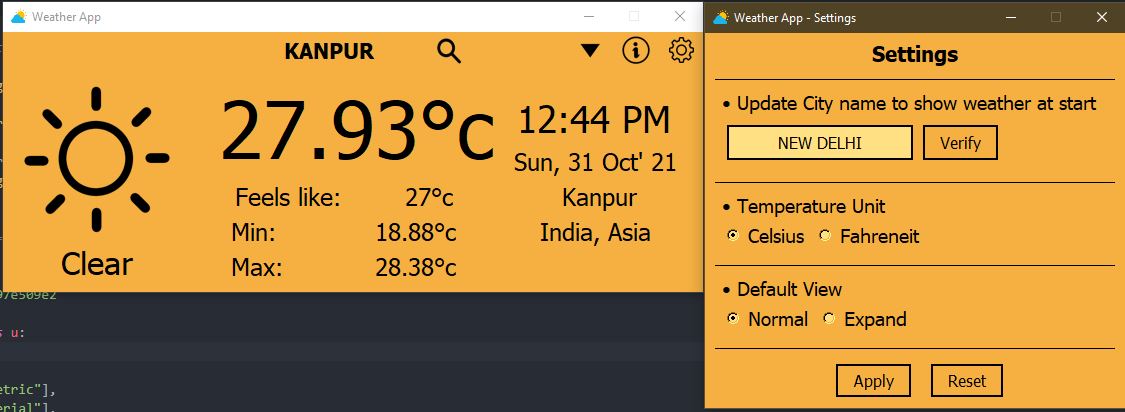 Weather App
KANPUR
27.93°c
Feels like: 27°c
Min: 18.88°c
Max: 28.38°c
Clear
12:44 PM
Sun, 31 Oct' 21
Kanpur
India, Asia
Weather App - Settings
Settings
• Update City name to show weather at start
NEW DELHI Verify
• Temperature Unit
Celsius Fahreneit
• Default View
Normal Expand
Apply Reset
97e509e2
s u:
etric"],
erial"],